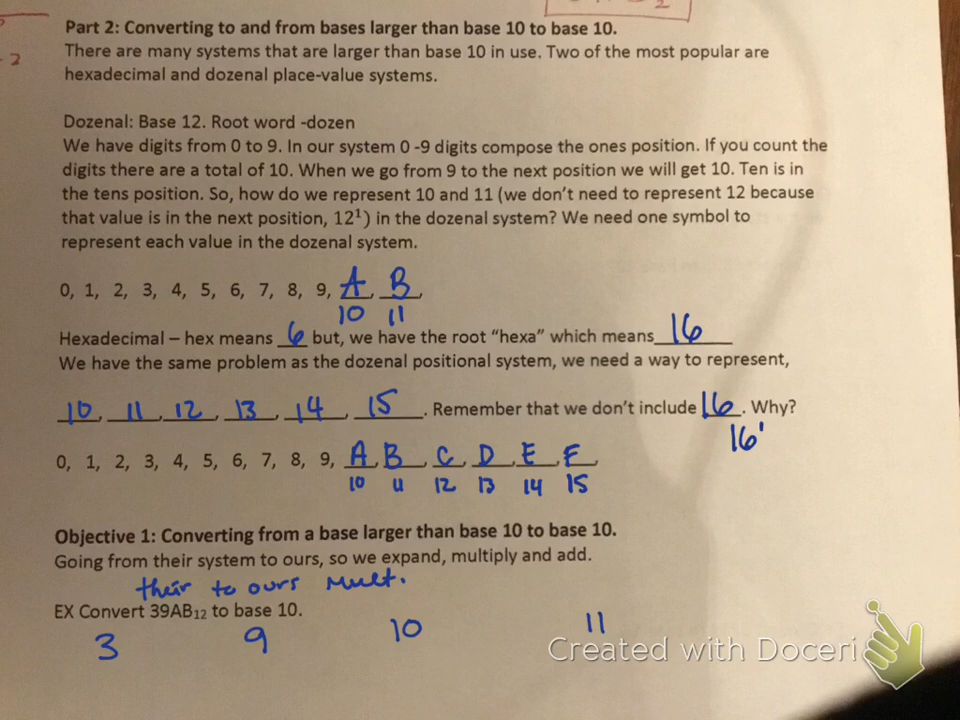 2
2
Part 2: Converting to and from bases larger than base 10 to base 10.
There are many systems that are larger than base 10 in use. Two of the most popular are
hexadecimal and dozenal place-value systems.
Dozenal: Base 12. Root word -dozen
We have digits from 0 to 9. In our system 0 -9 digits compose the ones position. If you count the
digits there are a total of 10. When we go from 9 to the next position we will get 10. Ten is in
the tens position. So, how do we represent 10 and 11 (we don't need to represent 12 because
that value is in the next position, 12¹) in the dozenal system? We need one symbol to
represent each value in the dozenal system.
0, 1, 2, 3, 4, 5, 6, 7, 8, 9, A, B,
10 11
Hexadecimal – hex means 6 but, we have the root "hexa" which means 16
We have the same problem as the dozenal positional system, we need a way to represent,
10, 11, 12, 13, 14, 15. Remember that we don't include 16. Why?
16¹
0, 1, 2, 3, 4, 5, 6, 7, 8, 9, A, B, C, D, E, F,
10 11 12 13 14 15
Objective 1: Converting from a base larger than base 10 to base 10.
Going from their system to ours, so we expand, multiply and add.
their to ours Mult.
EX Convert 39AB₁₂ to base 10.
3 9 10 11
Created with Doceri